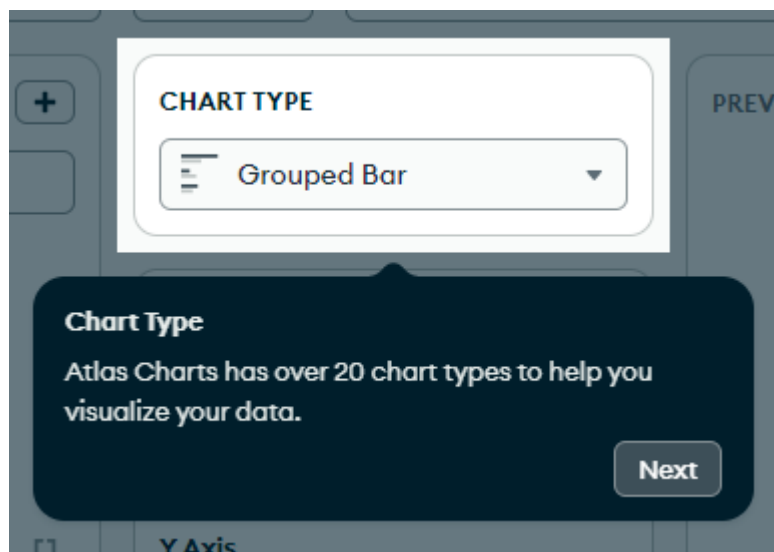 CHART TYPE
PREV
Grouped Bar
Chart Type
Atlas Charts has over 20 chart types to help you
visualize your data.
Next
Y Axis